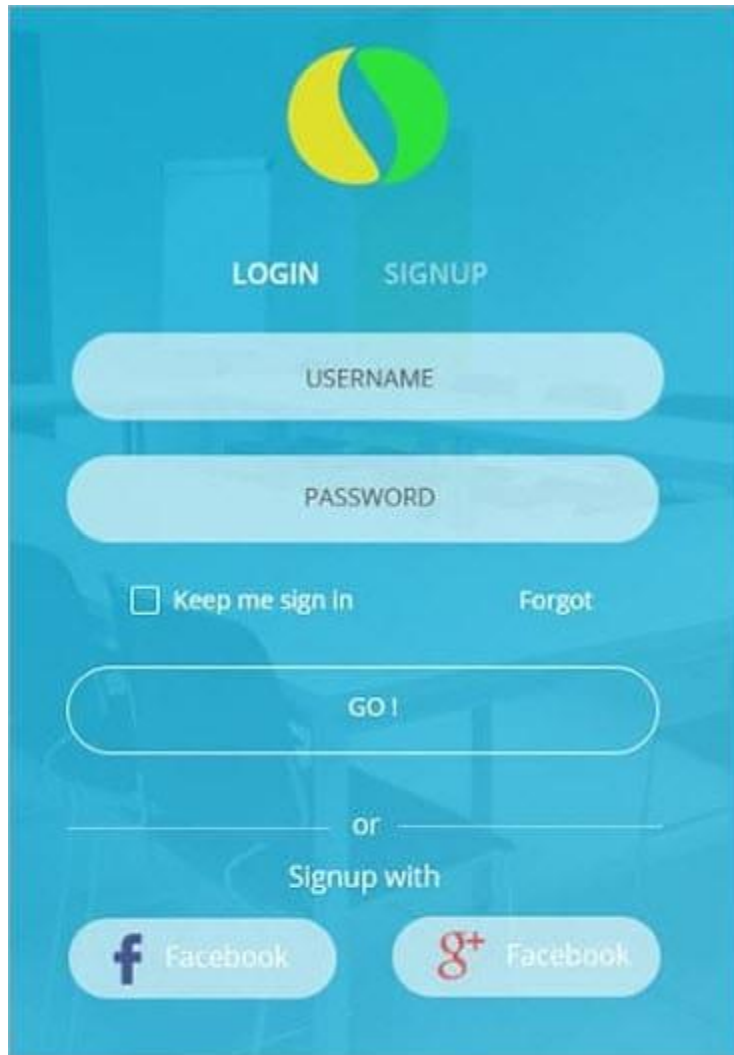 LOGIN SIGNUP
USERNAME
PASSWORD
Keep me sign in Forgot
GO !
or
Signup with
f Facebook g+ Facebook